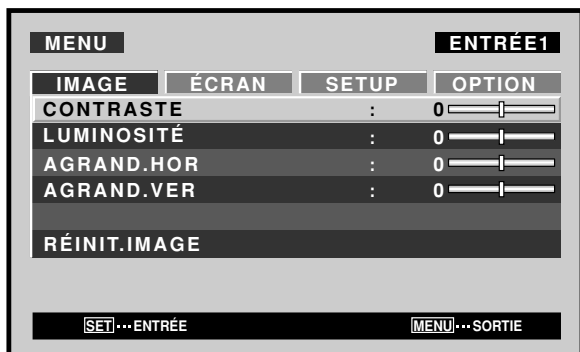 MENU ENTRÉE1
IMAGE ÉCRAN SETUP OPTION
CONTRASTE : 0
LUMINOSITÉ : 0
AGRAND.HOR : 0
AGRAND.VER : 0
RÉINIT.IMAGE
SET···ENTRÉE MENU···SORTIE